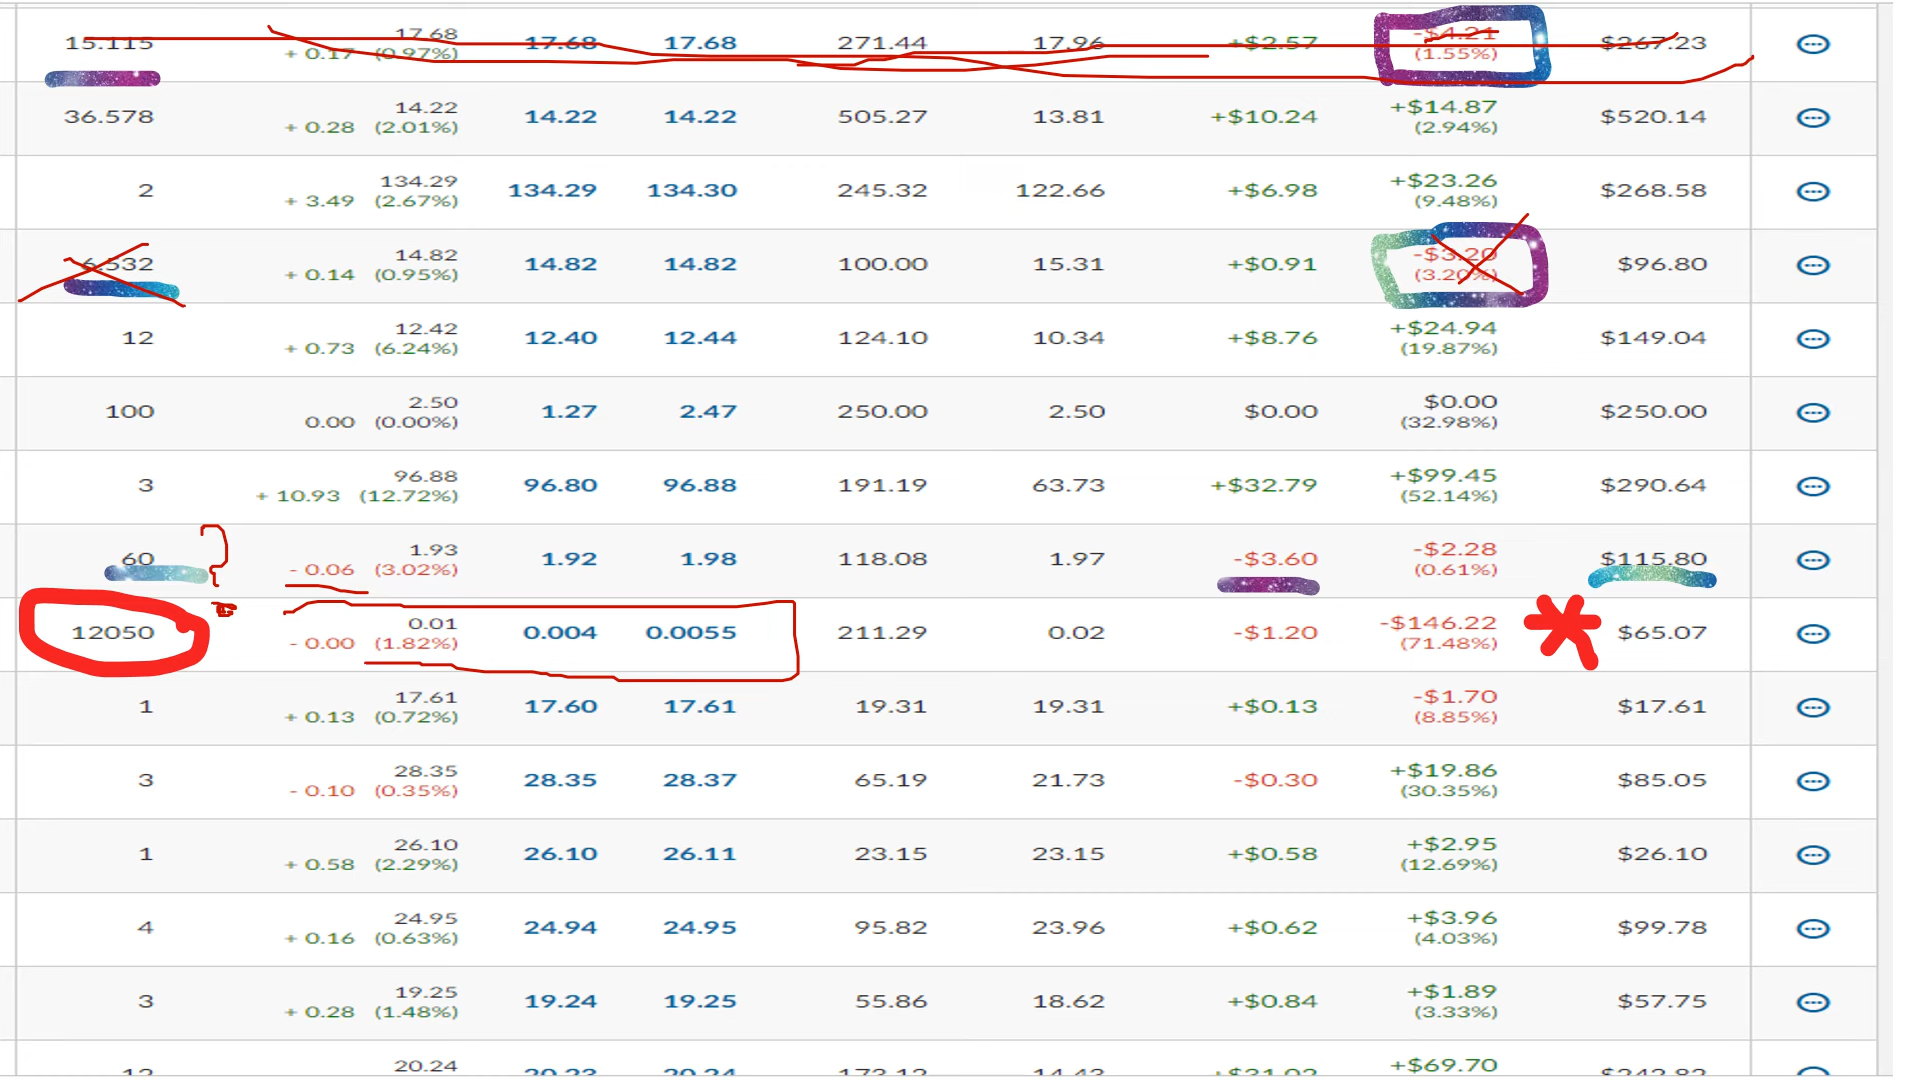 15.115 17.68 + 0.17 (0.97%) 17.68 17.68 271.44 17.96 +$2.57 -$4.21 (1.55%) $267.23
36.578 14.22 + 0.28 (2.01%) 14.22 14.22 505.27 13.81 +$10.24 +$14.87 (2.94%) $520.14
2 134.29 + 3.49 (2.67%) 134.29 134.30 245.32 122.66 +$6.98 +$23.26 (9.48%) $268.58
6.532 14.82 + 0.14 (0.95%) 14.82 14.82 100.00 15.31 +$0.91 -$3.20 (3.20%) $96.80
12 12.42 + 0.73 (6.24%) 12.40 12.44 124.10 10.34 +$8.76 +$24.94 (19.87%) $149.04
100 2.50 0.00 (0.00%) 1.27 2.47 250.00 2.50 $0.00 $0.00 (32.98%) $250.00
3 96.88 + 10.93 (12.72%) 96.80 96.88 191.19 63.73 +$32.79 +$99.45 (52.14%) $290.64
60 1.93 - 0.06 (3.02%) 1.92 1.98 118.08 1.97 -$3.60 -$2.28 (0.61%) $115.80
12050 0.01 - 0.00 (1.82%) 0.004 0.0055 211.29 0.02 -$1.20 -$146.22 (71.48%) $65.07
1 17.61 + 0.13 (0.72%) 17.60 17.61 19.31 19.31 +$0.13 -$1.70 (8.85%) $17.61
3 28.35 - 0.10 (0.35%) 28.35 28.37 65.19 21.73 -$0.30 +$19.86 (30.35%) $85.05
1 26.10 + 0.58 (2.29%) 26.10 26.11 23.15 23.15 +$0.58 +$2.95 (12.69%) $26.10
4 24.95 + 0.16 (0.63%) 24.94 24.95 95.82 23.96 +$0.62 +$3.96 (4.03%) $99.78
3 19.25 + 0.28 (1.48%) 19.24 19.25 55.86 18.62 +$0.84 +$1.89 (3.33%) $57.75
20.24 +$69.70